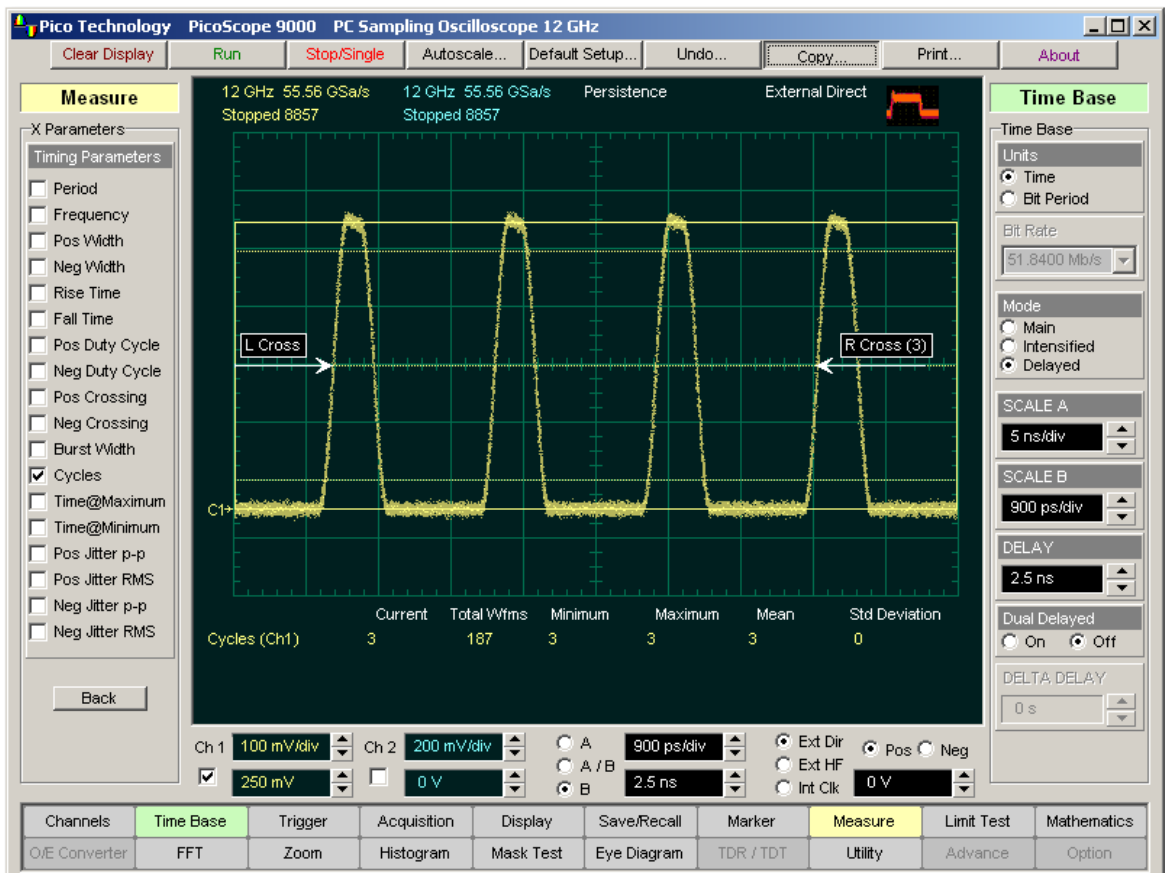 Pico Technology PicoScope 9000 PC Sampling Oscilloscope 12 GHz
Clear Display Run Stop/Single Autoscale... Default Setup... Undo... Copy... Print... About
Measure
X Parameters
Timing Parameters
Period
Frequency
Pos Width
Neg Width
Rise Time
Fall Time
Pos Duty Cycle
Neg Duty Cycle
Pos Crossing
Neg Crossing
Burst Width
Cycles
Time@Maximum
Time@Minimum
Pos Jitter p-p
Pos Jitter RMS
Neg Jitter p-p
Neg Jitter RMS
Back
12 GHz 55.56 GSa/s 12 GHz 55.56 GSa/s Persistence External Direct
Stopped 8857 Stopped 8857
L Cross
R Cross (3)
C1
Current Total Wfms Minimum Maximum Mean Std Deviation
Cycles (Ch1) 3 187 3 3 3 0
Time Base
Time Base
Units
Time
Bit Period
Bit Rate
51.8400 Mb/s
Mode
Main
Intensified
Delayed
SCALE A
5 ns/div
SCALE B
900 ps/div
DELAY
2.5 ns
Dual Delayed
On Off
DELTA DELAY
0 s
Ch 1 100 mV/div Ch 2 200 mV/div A 900 ps/div Ext Dir Pos Neg
A / B Ext HF
250 mV 0 V B 2.5 ns Int Clk 0 V
Channels Time Base Trigger Acquisition Display Save/Recall Marker Measure Limit Test Mathematics
O/E Converter FFT Zoom Histogram Mask Test Eye Diagram TDR / TDT Utility Advance Option